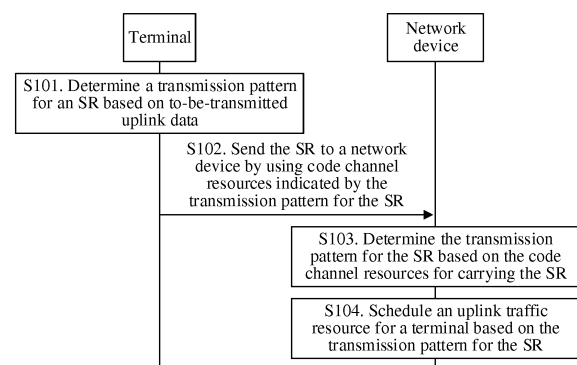 Terminal
Network
device
S101. Determine a transmission pattern
for an SR based on to-be-transmitted
uplink data
S102. Send the SR to a network
device by using code channel
resources indicated by the
transmission pattern for the SR
S103. Determine the transmission
pattern for the SR based on the code
channel resources for carrying the SR
S104. Schedule an uplink traffic
resource for a terminal based on the
transmission pattern for the SR